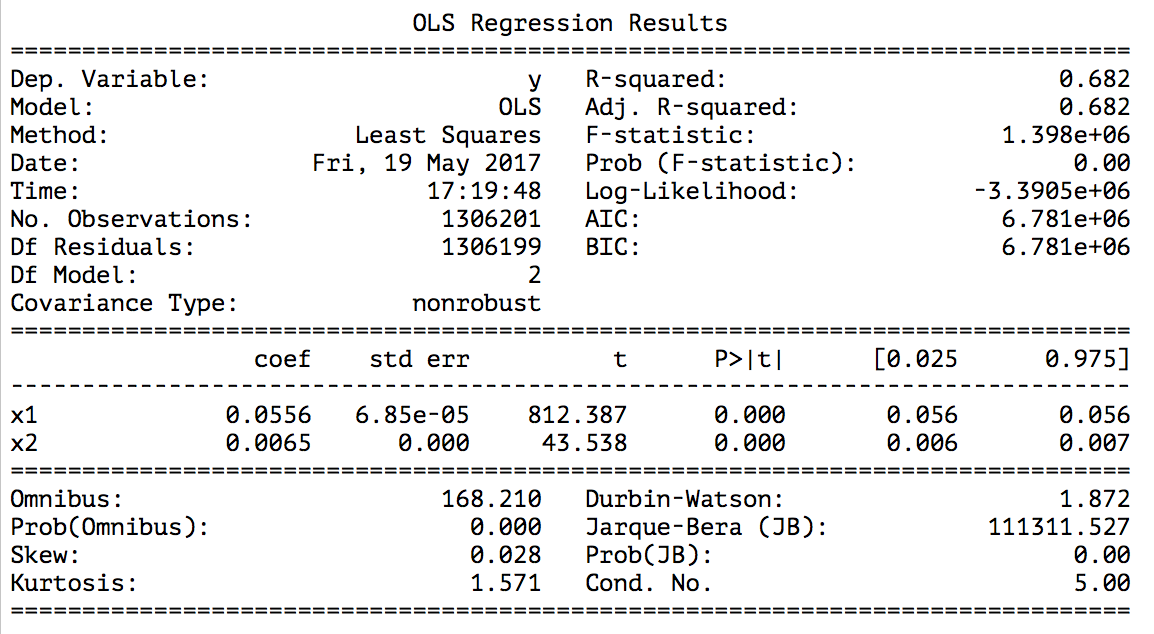 OLS Regression Results
==============================================================================
Dep. Variable: y R-squared: 0.682
Model: OLS Adj. R-squared: 0.682
Method: Least Squares F-statistic: 1.398e+06
Date: Fri, 19 May 2017 Prob (F-statistic): 0.00
Time: 17:19:48 Log-Likelihood: -3.3905e+06
No. Observations: 1306201 AIC: 6.781e+06
Df Residuals: 1306199 BIC: 6.781e+06
Df Model: 2
Covariance Type: nonrobust
==============================================================================
coef std err t P>|t| [0.025 0.975]
------------------------------------------------------------------------------
x1 0.0556 6.85e-05 812.387 0.000 0.056 0.056
x2 0.0065 0.000 43.538 0.000 0.006 0.007
==============================================================================
Omnibus: 168.210 Durbin-Watson: 1.872
Prob(Omnibus): 0.000 Jarque-Bera (JB): 111311.527
Skew: 0.028 Prob(JB): 0.00
Kurtosis: 1.571 Cond. No. 5.00
==============================================================================